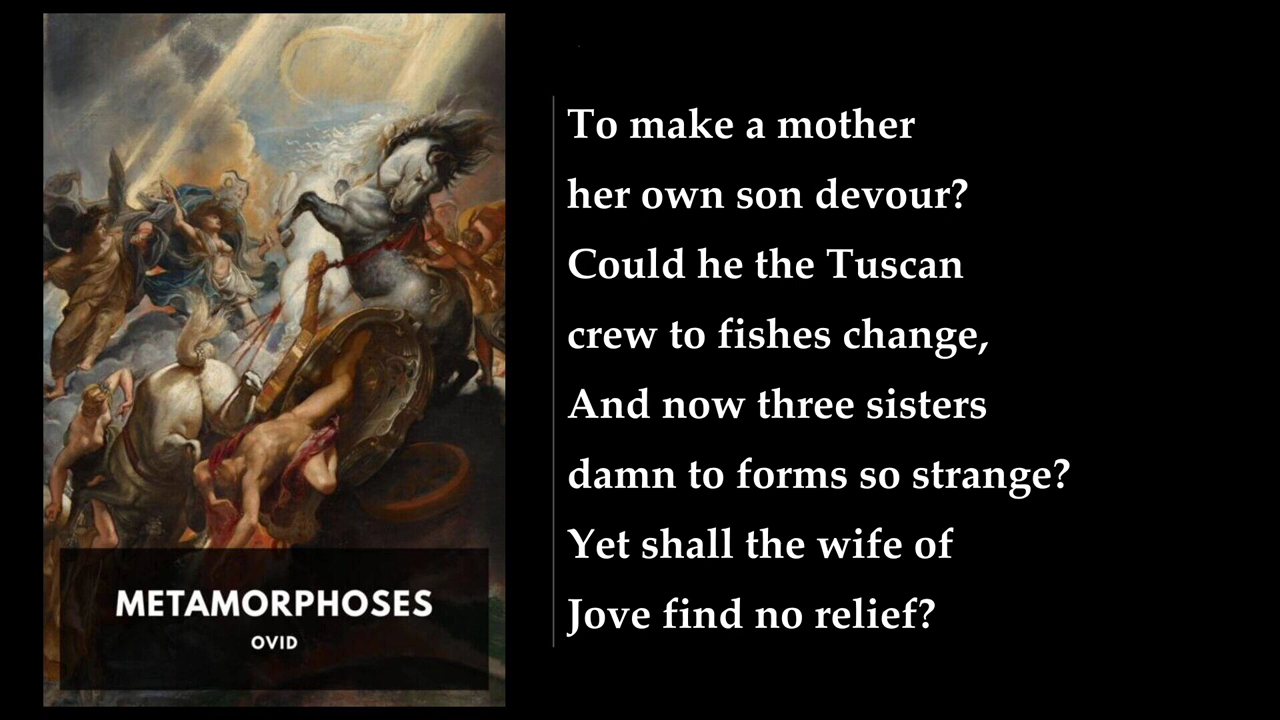 METAMORPHOSES
OVID
To make a mother
her own son devour?
Could he the Tuscan
crew to fishes change,
And now three sisters
damn to forms so strange?
Yet shall the wife of
Jove find no relief?